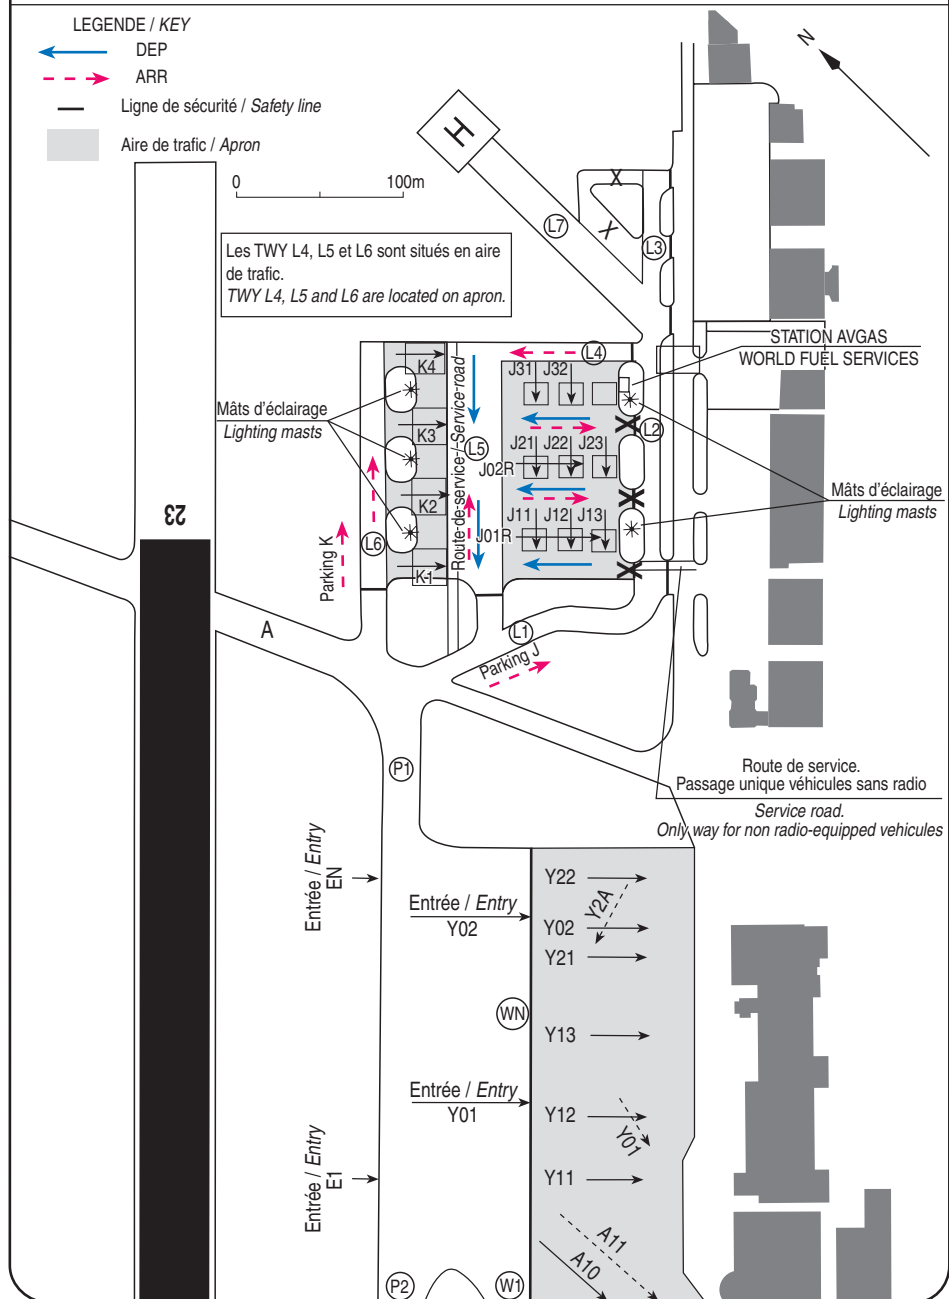 LEGENDE / KEY
DEP
ARR
Ligne de sécurité / Safety line
Aire de trafic / Apron
N
0 100m
H
L7
X
X
L3
Les TWY L4, L5 et L6 sont situés en aire
de trafic.
TWY L4, L5 and L6 are located on apron.
STATION AVGAS
WORLD FUEL SERVICES
L4
K4
J31 J32
Mâts d'éclairage
Lighting masts
K3
Route de service / Service road
L5
J21 J22 J23
L2
J02R
K2
Mâts d'éclairage
Lighting masts
23
J11 J12 J13
J01R
L6
Parking K
K1
A
L1
Parking J
P1
Route de service.
Passage unique véhicules sans radio
Service road.
Only way for non radio-equipped vehicules
Entrée / Entry
EN
Y22
Y2A
Entrée / Entry
Y02
Y02
Y21
WN
Y13
Entrée / Entry
Y01
Y12
Y01
Entrée / Entry
E1
Y11
A11
A10
P2
W1